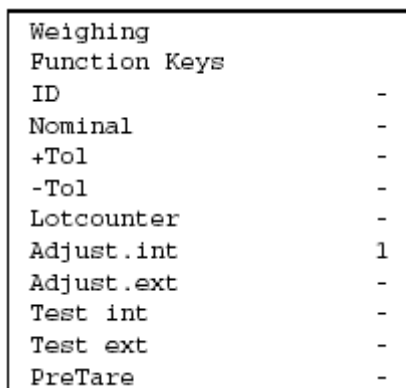 Weighing
Function Keys
ID -
Nominal -
+Tol -
-Tol -
Lotcounter -
Adjust.int 1
Adjust.ext -
Test int -
Test ext -
PreTare -